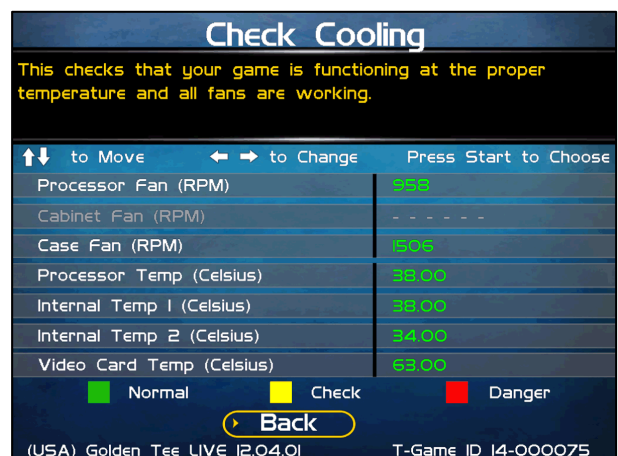 Check Cooling
This checks that your game is functioning at the proper
temperature and all fans are working.
to Move to Change Press Start to Choose
Processor Fan (RPM) 958
Cabinet Fan (RPM) - - - - - -
Case Fan (RPM) 1506
Processor Temp (Celsius) 38.00
Internal Temp 1 (Celsius) 38.00
Internal Temp 2 (Celsius) 34.00
Video Card Temp (Celsius) 63.00
Normal Check Danger
Back
(USA) Golden Tee LIVE 12.04.01 T-Game ID 14-000075